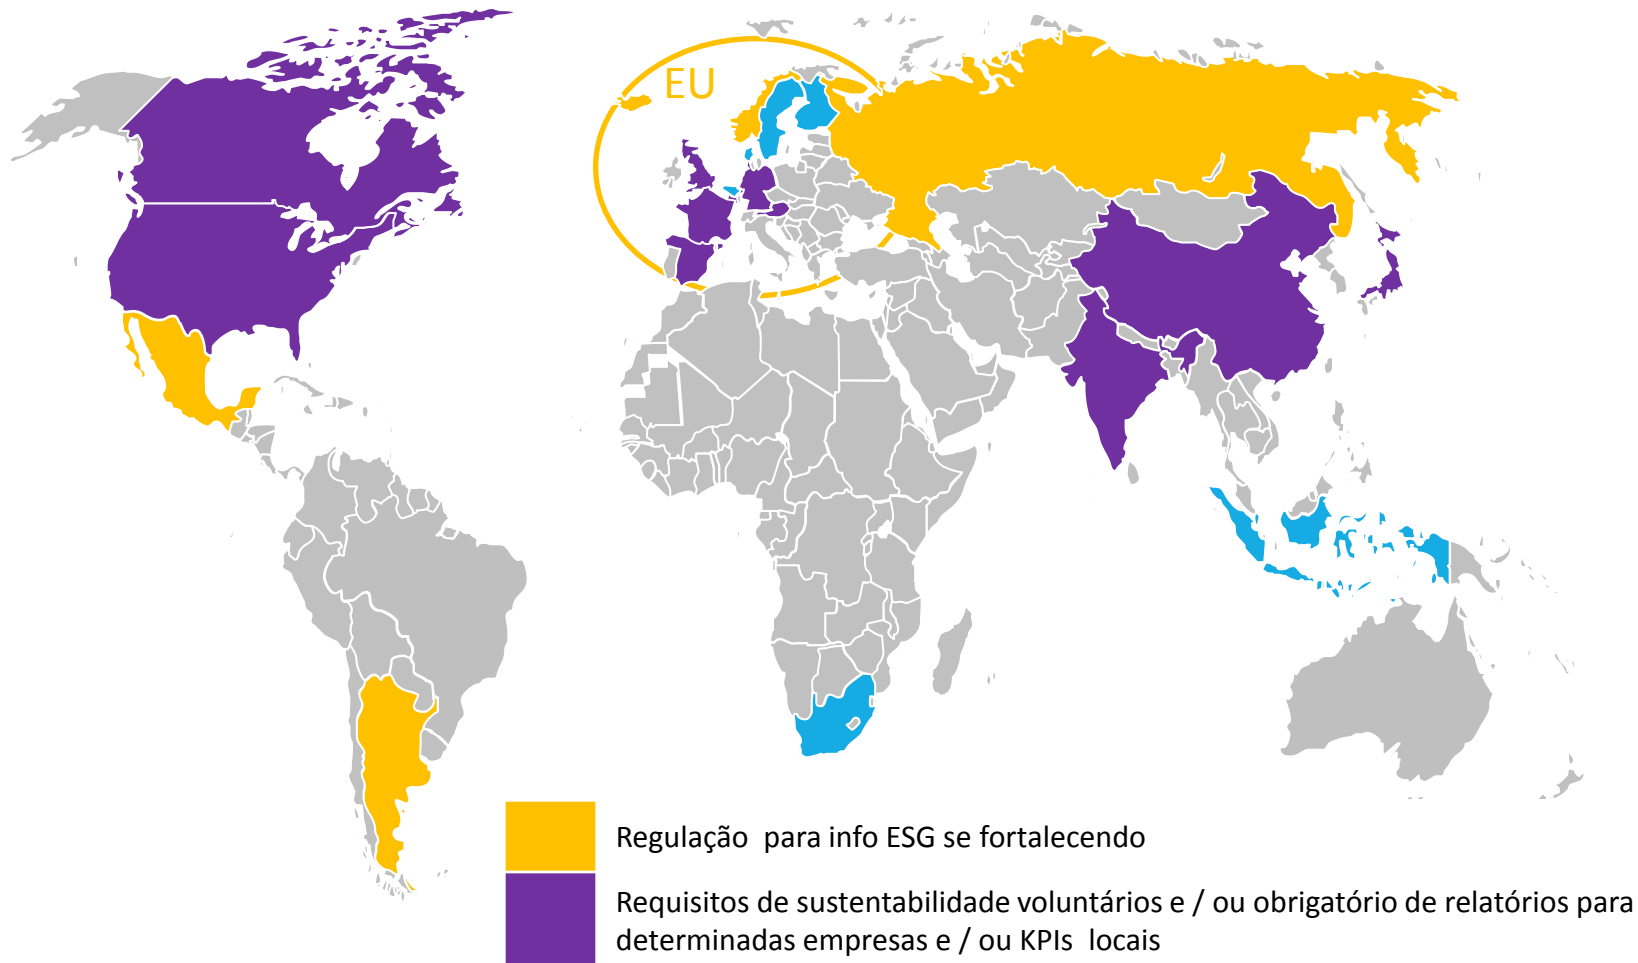 EU
Regulação para info ESG se fortalecendo
Requisitos de sustentabilidade voluntários e / ou obrigatório de relatórios para
determinadas empresas e / ou KPIs locais